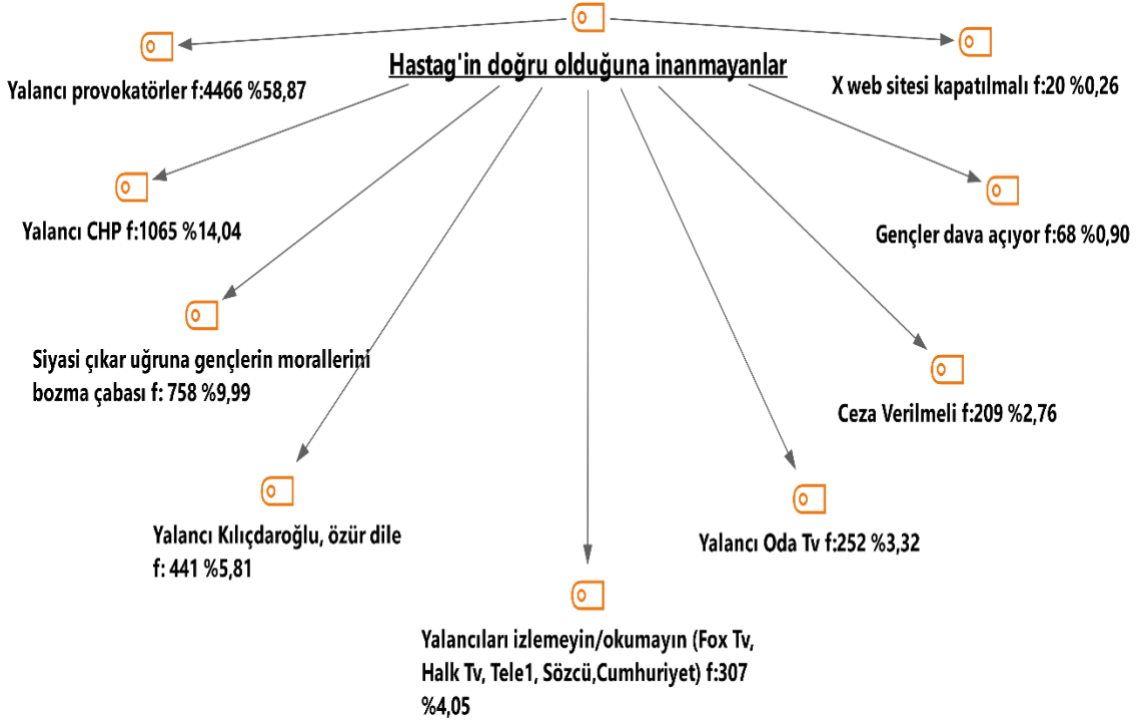 Hastag'in doğru olduğuna inanmayanlar
Yalancı provokatörler f:4466 %58,87
X web sitesi kapatılmalı f:20 %0,26
Yalancı CHP f:1065 %14,04
Gençler dava açıyor f:68 %0,90
Siyasi çıkar uğruna gençlerin morallerini
bozma çabası f: 758 %9,99
Ceza Verilmeli f:209 %2,76
Yalancı Kılıçdaroğlu, özür dile
f: 441 %5,81
Yalancı Oda Tv f:252 %3,32
Yalancıları izlemeyin/okumayın (Fox Tv,
Halk Tv, Tele1, Sözcü,Cumhuriyet) f:307
%4,05